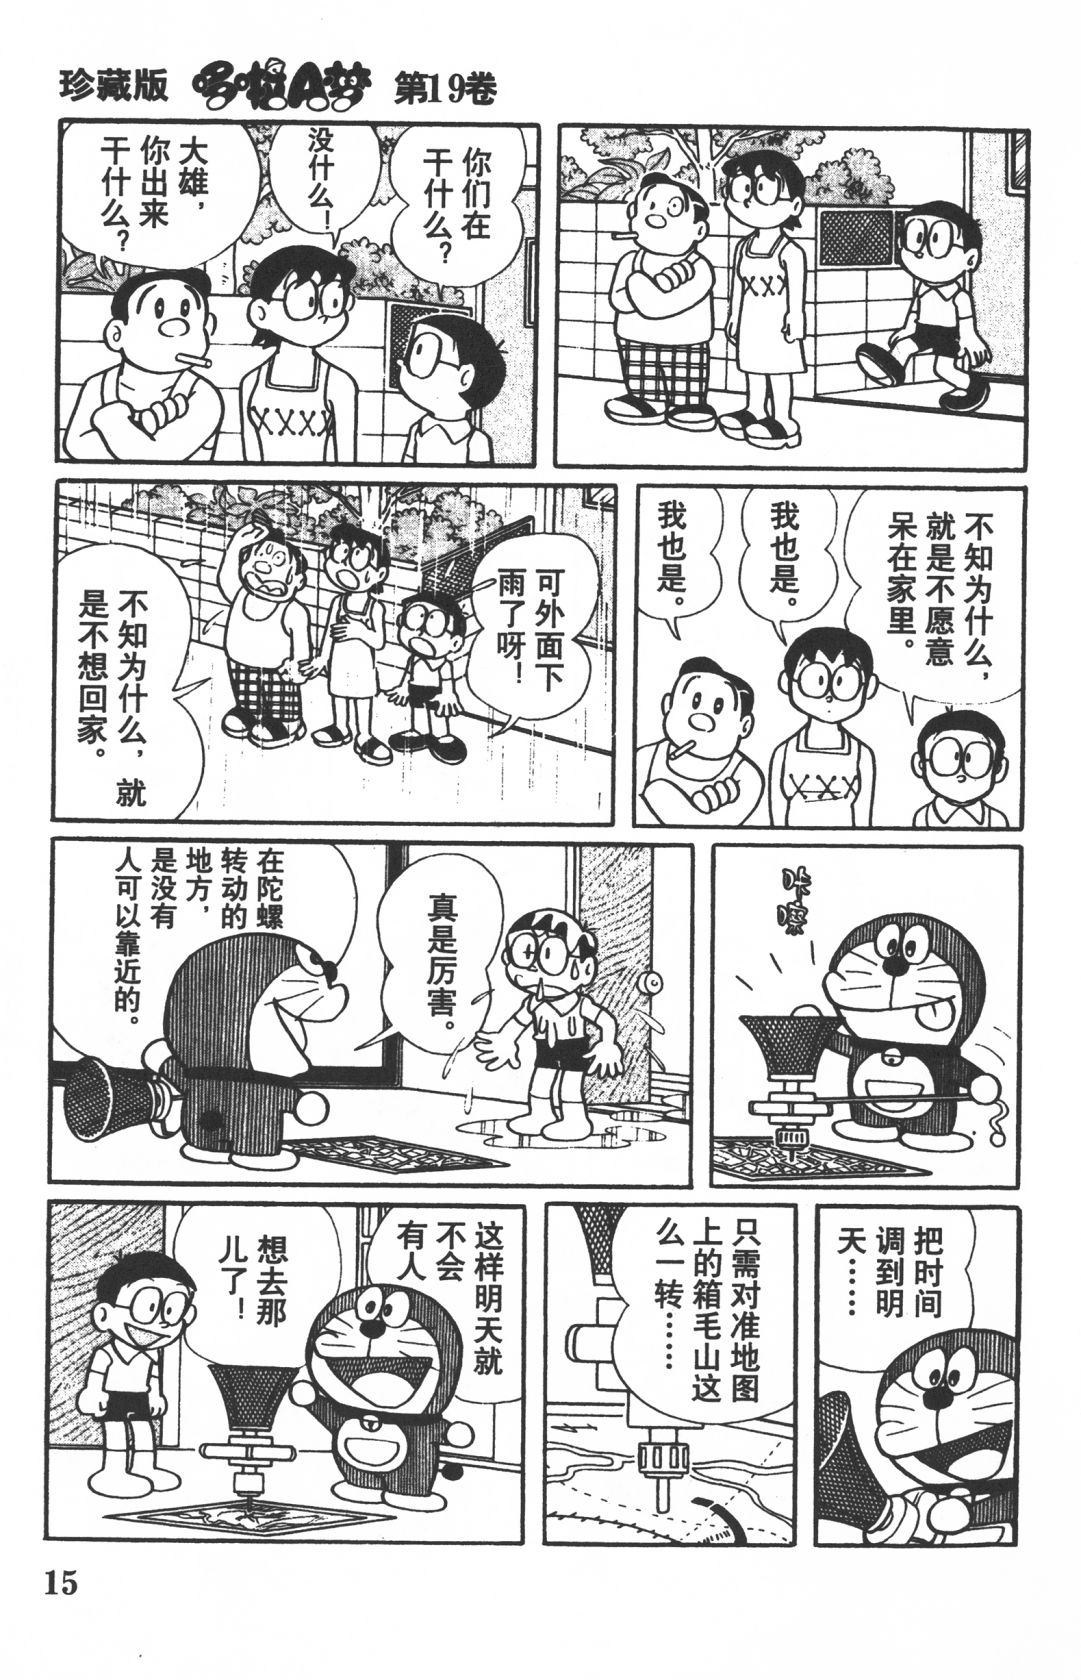 珍藏版 哆啦A梦 第19卷
你们在
干什么？
没什么！
大雄，
你出来
干什么？
不知为什么，
就是不愿意
呆在家里。
我也是。
我也是。
可外面下
雨了呀！
不知为什么，就
是不想回家。
咔嚓
真是厉害。
在陀螺
转动的
地方，
是没有
人可以靠近的。
把时间
调到明
天……
只需对准地图
上的箱毛山这
么一转……
这样明天就
不会
有人
想去那
儿了！
15